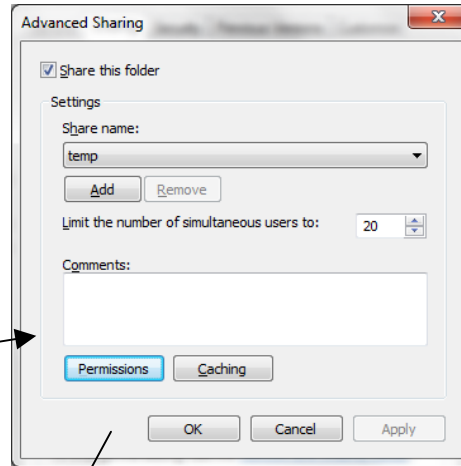 Advanced Sharing
Share this folder
Settings
Share name:
temp
Add Remove
Limit the number of simultaneous users to: 20
Comments:
Permissions Caching
OK Cancel Apply